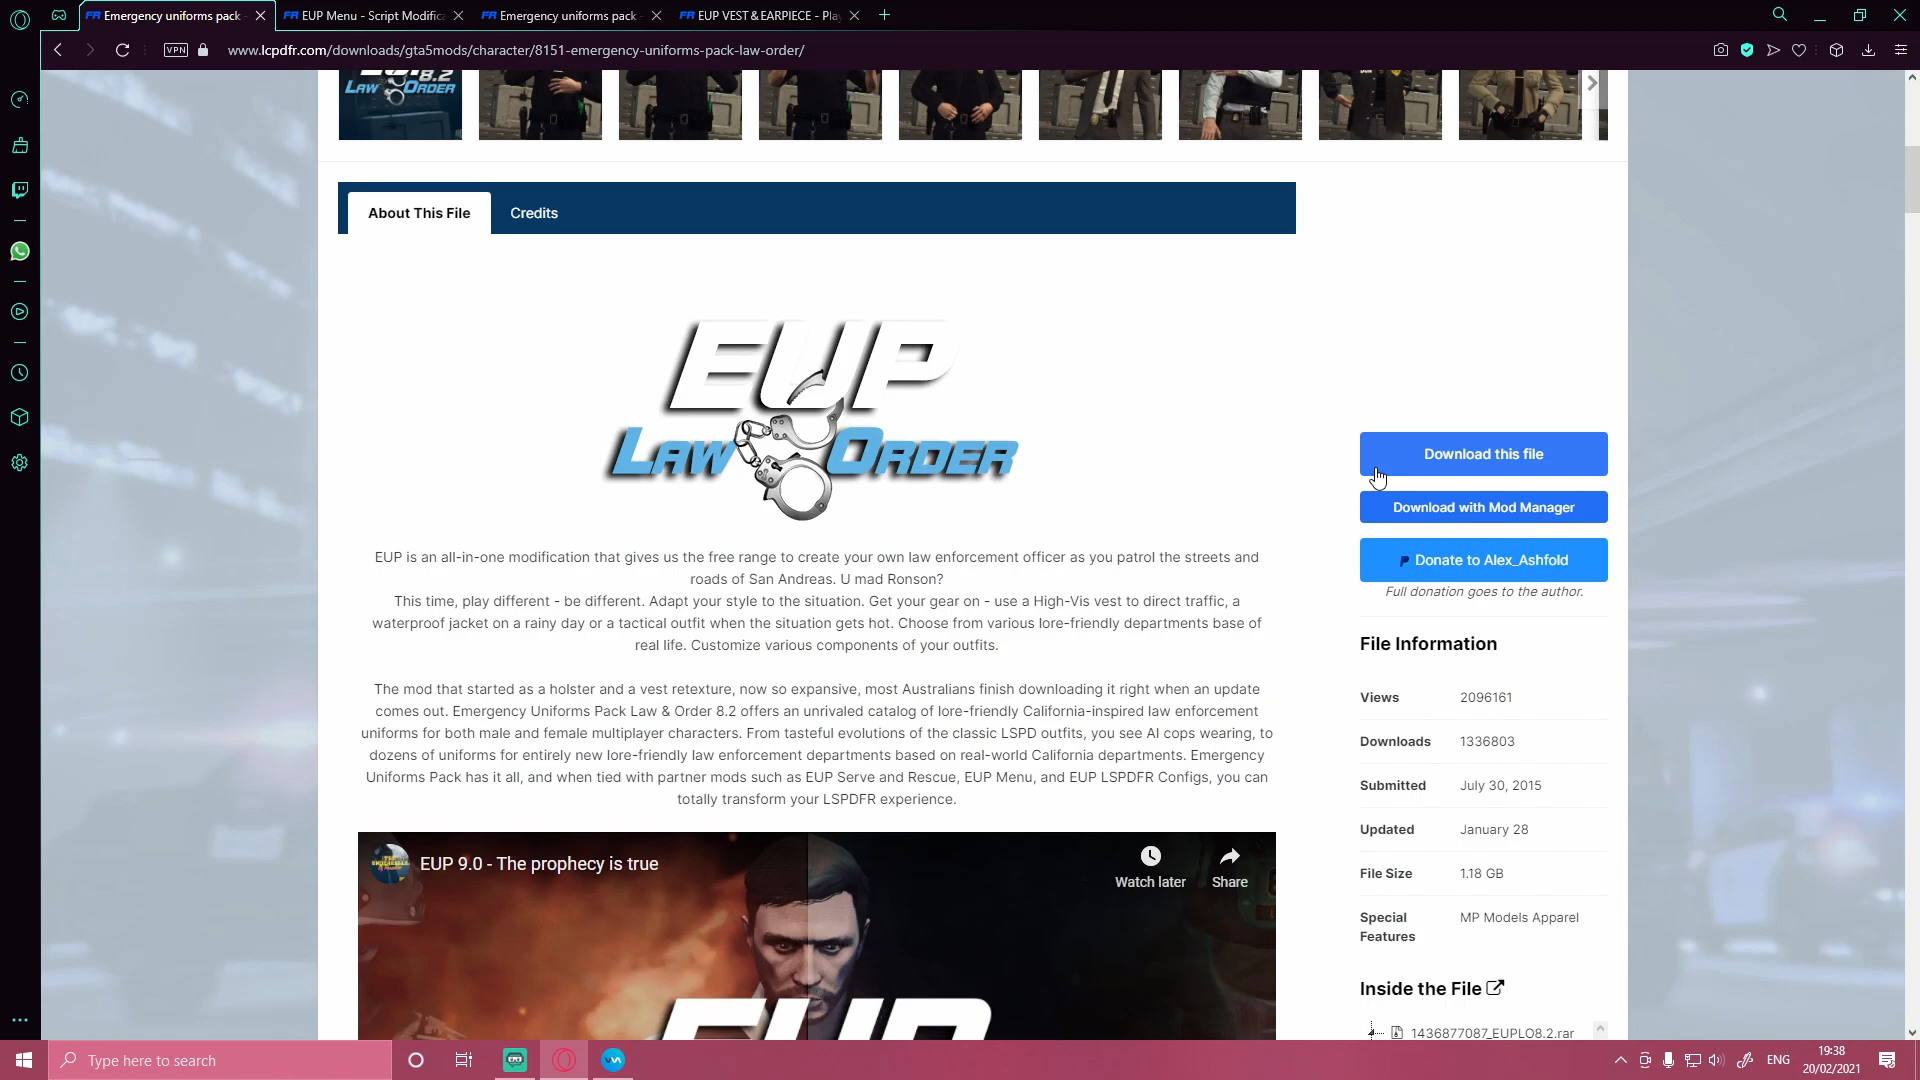 Emergency uniforms pack -
EUP Menu - Script Modifica
Emergency uniforms pack -
EUP VEST & EARPIECE - Pla
VPN
www.lcpdfr.com/downloads/gta5mods/character/8151-emergency-uniforms-pack-law-order/
8.2
LAW ORDER
About This File
Credits
EUP
LAW ORDER
Download this file
Download with Mod Manager
Donate to Alex_Ashfold
Full donation goes to the author.
EUP is an all-in-one modification that gives us the free range to create your own law enforcement officer as you patrol the streets and
roads of San Andreas. U mad Ronson?
This time, play different - be different. Adapt your style to the situation. Get your gear on - use a High-Vis vest to direct traffic, a
waterproof jacket on a rainy day or a tactical outfit when the situation gets hot. Choose from various lore-friendly departments base of
real life. Customize various components of your outfits.
The mod that started as a holster and a vest retexture, now so expansive, most Australians finish downloading it right when an update
comes out. Emergency Uniforms Pack Law & Order 8.2 offers an unrivaled catalog of lore-friendly California-inspired law enforcement
uniforms for both male and female multiplayer characters. From tasteful evolutions of the classic LSPD outfits, you see AI cops wearing, to
dozens of uniforms for entirely new lore-friendly law enforcement departments based on real-world California departments. Emergency
Uniforms Pack has it all, and when tied with partner mods such as EUP Serve and Rescue, EUP Menu, and EUP LSPDFR Configs, you can
totally transform your LSPDFR experience.
File Information
Views 2096161
Downloads 1336803
Submitted July 30, 2015
Updated January 28
File Size 1.18 GB
Special MP Models Apparel
Features
Inside the File
1436877087_EUPLO8.2.rar
EUP 9.0 - The prophecy is true
Watch later
Share
EUP
Type here to search
ENG
19:38
20/02/2021